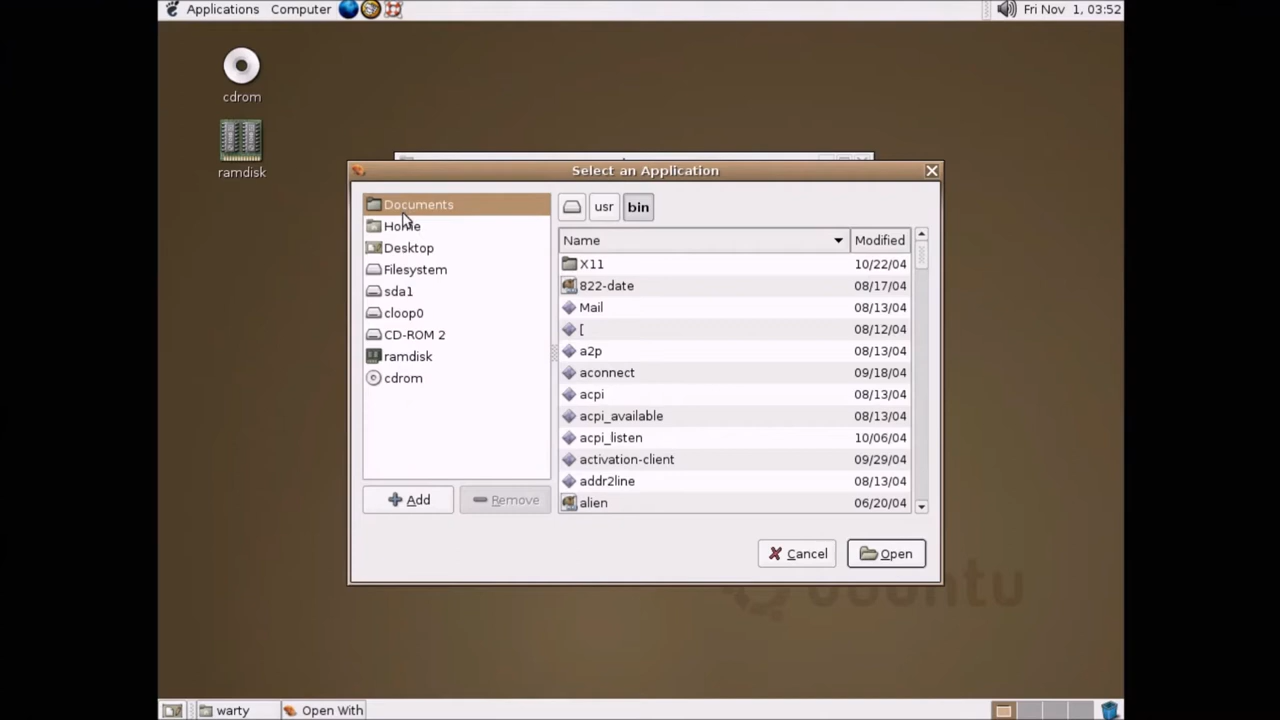 Applications Computer Fri Nov 1, 03:52
cdrom
ramdisk
Select an Application
Documents
Home
Desktop
Filesystem
sda1
cloop0
CD-ROM 2
ramdisk
cdrom
Add Remove
usr bin
Name Modified
X11 10/22/04
822-date 08/17/04
Mail 08/13/04
[ 08/12/04
a2p 08/13/04
aconnect 09/18/04
acpi 08/13/04
acpi_available 08/13/04
acpi_listen 10/06/04
activation-client 09/29/04
addr2line 08/13/04
alien 06/20/04
Cancel Open
ubuntu
warty Open With